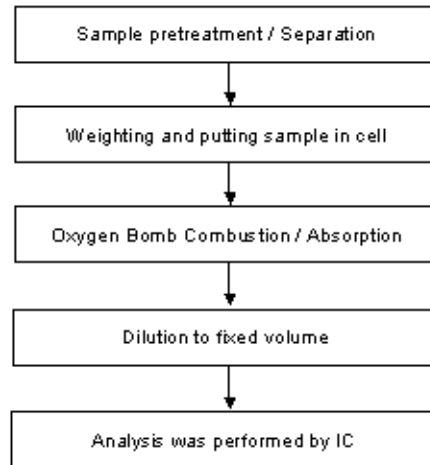 Sample pretreatment / Separation
Weighting and putting sample in cell
Oxygen Bomb Combustion / Absorption
Dilution to fixed volume
Analysis was performed by IC